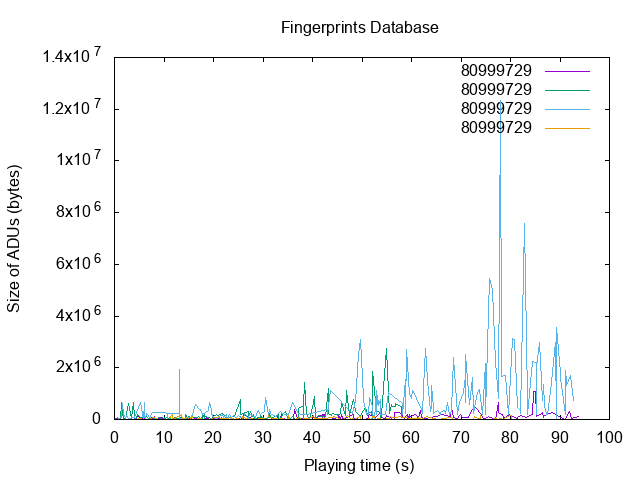 Fingerprints Database
1.4x10^7
1.2x10^7
1x10^7
8x10^6
6x10^6
4x10^6
2x10^6
0
80999729
80999729
80999729
80999729
Size of ADUs (bytes)
0 10 20 30 40 50 60 70 80 90 100
Playing time (s)